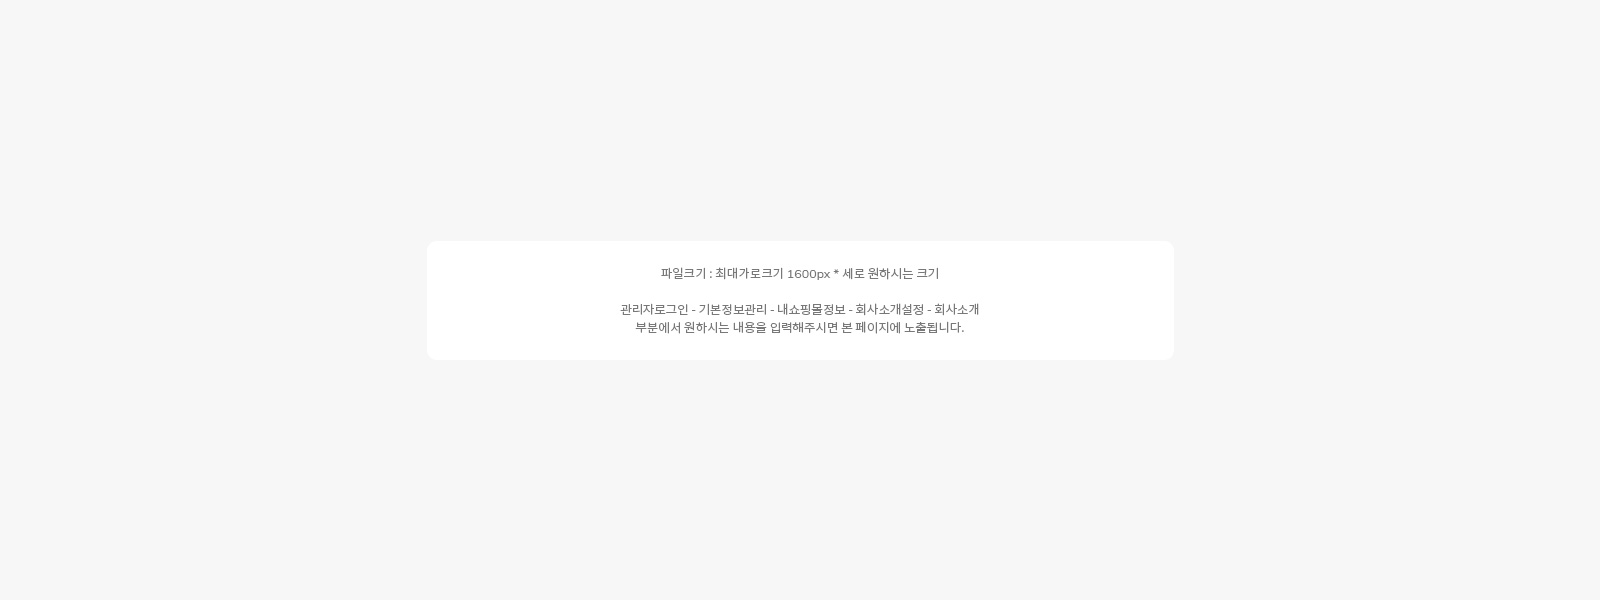 파일크기 : 최대가로크기 1600px * 세로 원하시는 크기
관리자로그인 - 기본정보관리 - 내쇼핑몰정보 - 회사소개설정 - 회사소개
부분에서 원하시는 내용을 입력해주시면 본 페이지에 노출됩니다.